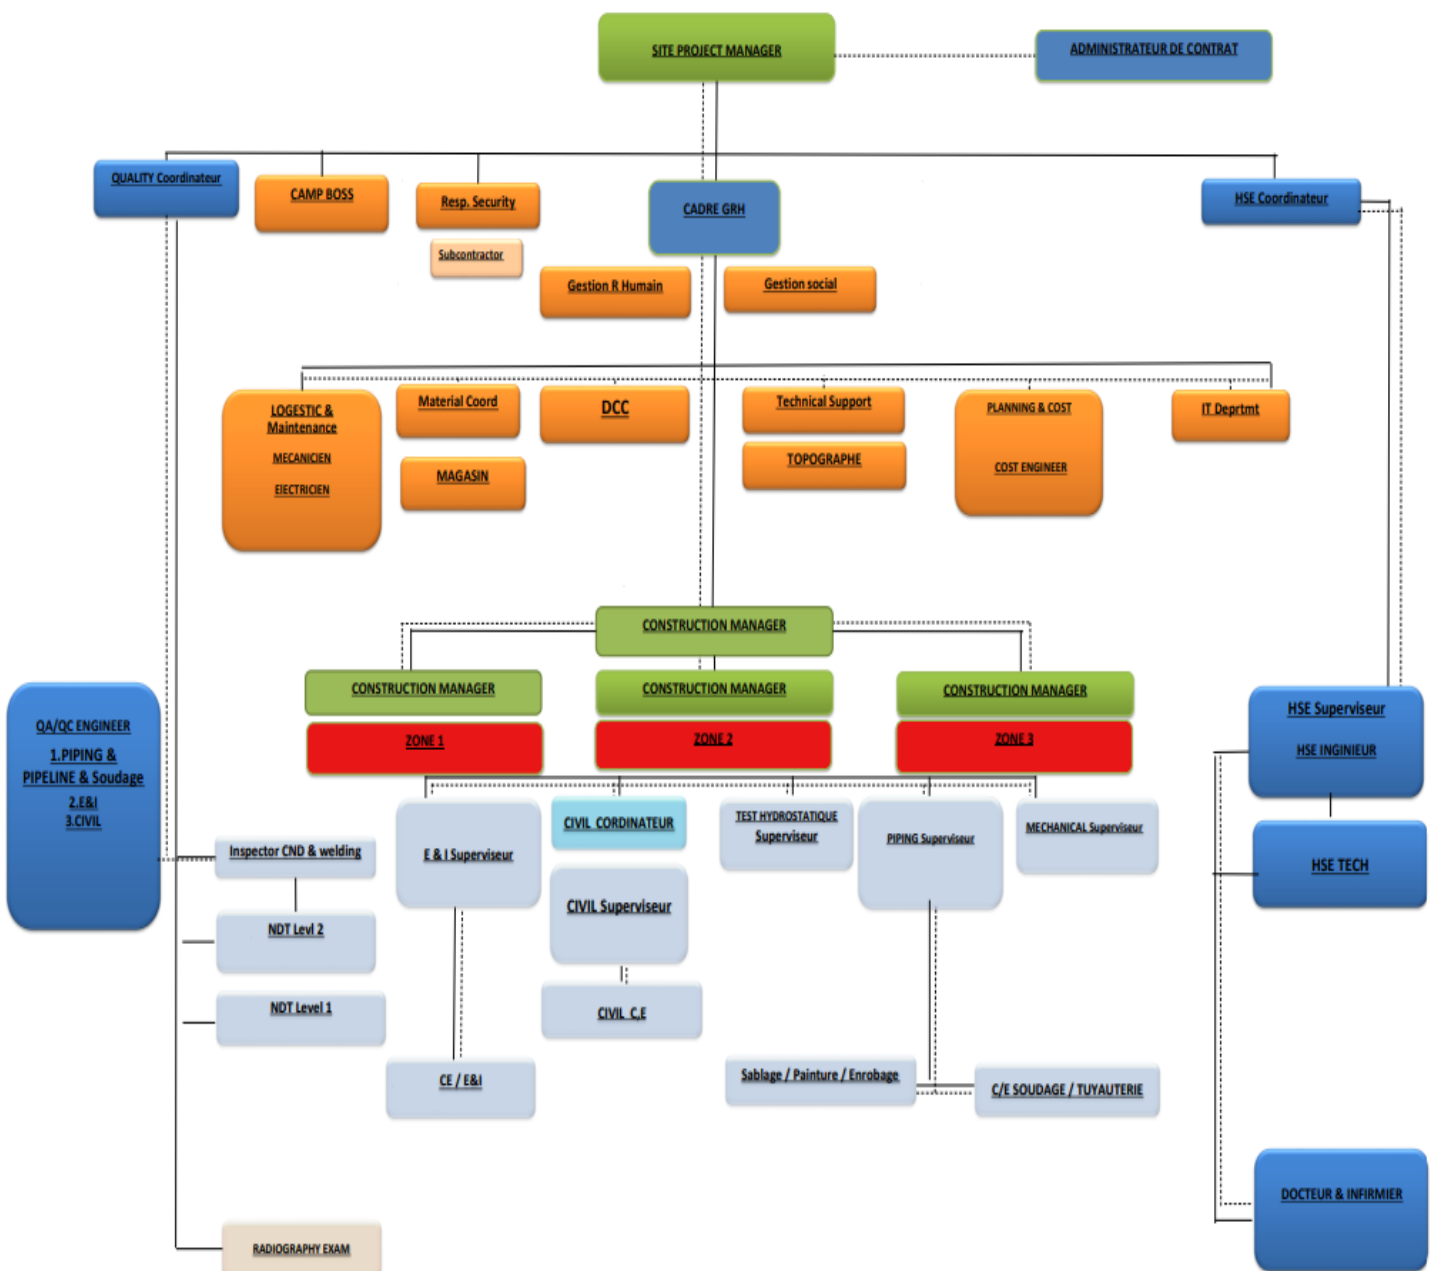 SITE PROJECT MANAGER
ADMINISTRATEUR DE CONTRAT
QUALITY Coordinateur
CAMP BOSS
Resp. Security
Subcontractor
CADRE GRH
HSE Coordinateur
Gestion R Humain
Gestion social
LOGESTIC &
Maintenance
MECANICIEN
ElECTRICIEN
Material Coord
MAGASIN
DCC
Technical Support
TOPOGRAPHE
PLANNING & COST
COST ENGINEER
IT Deprtmt
CONSTRUCTION MANAGER
CONSTRUCTION MANAGER
CONSTRUCTION MANAGER
CONSTRUCTION MANAGER
ZONE 1
ZONE 2
ZONE 3
QA/QC ENGINEER
1.PIPING &
PIPELINE & Soudage
2.E&I
3.CIVIL
HSE Superviseur
HSE INGINIEUR
Inspector CND & welding
E & I Superviseur
CIVIL CORDINATEUR
CIVIL Superviseur
TEST HYDROSTATIQUE
Superviseur
PIPING Superviseur
MECHANICAL Superviseur
HSE TECH
NDT Levl 2
NDT Level 1
CIVIL C,E
CE / E&I
Sablage / Painture / Enrobage
C/E SOUDAGE / TUYAUTERIE
DOCTEUR & INFIRMIER
RADIOGRAPHY EXAM